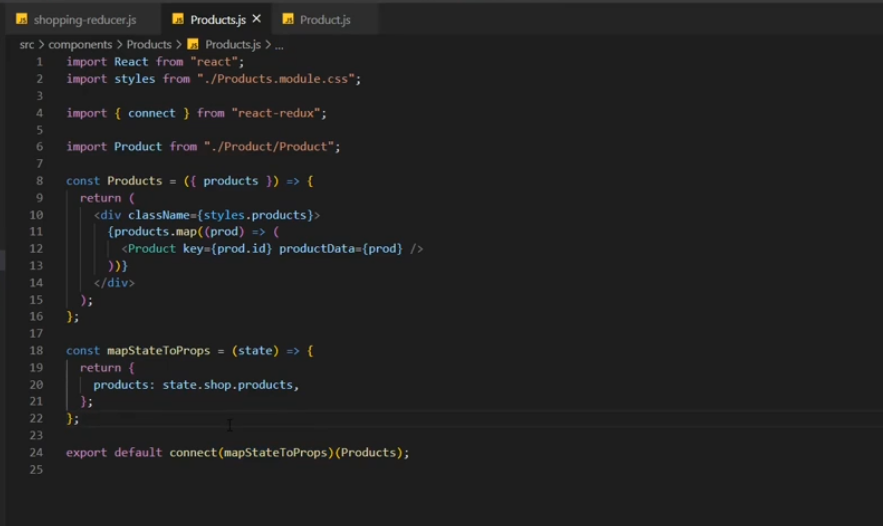 JS shopping-reducer.js JS Products.js × JS Product.js
src > components > Products > JS Products.js > ...
1 import React from "react";
2 import styles from "./Products.module.css";
3
4 import { connect } from "react-redux";
5
6 import Product from "./Product/Product";
7
8 const Products = ({ products }) => {
9   return (
10     <div className={styles.products}>
11       {products.map((prod) => (
12         <Product key={prod.id} productData={prod} />
13       ))}
14     </div>
15   );
16 };
17
18 const mapStateToProps = (state) => {
19   return {
20     products: state.shop.products,
21   };
22 };
23
24 export default connect(mapStateToProps)(Products);
25